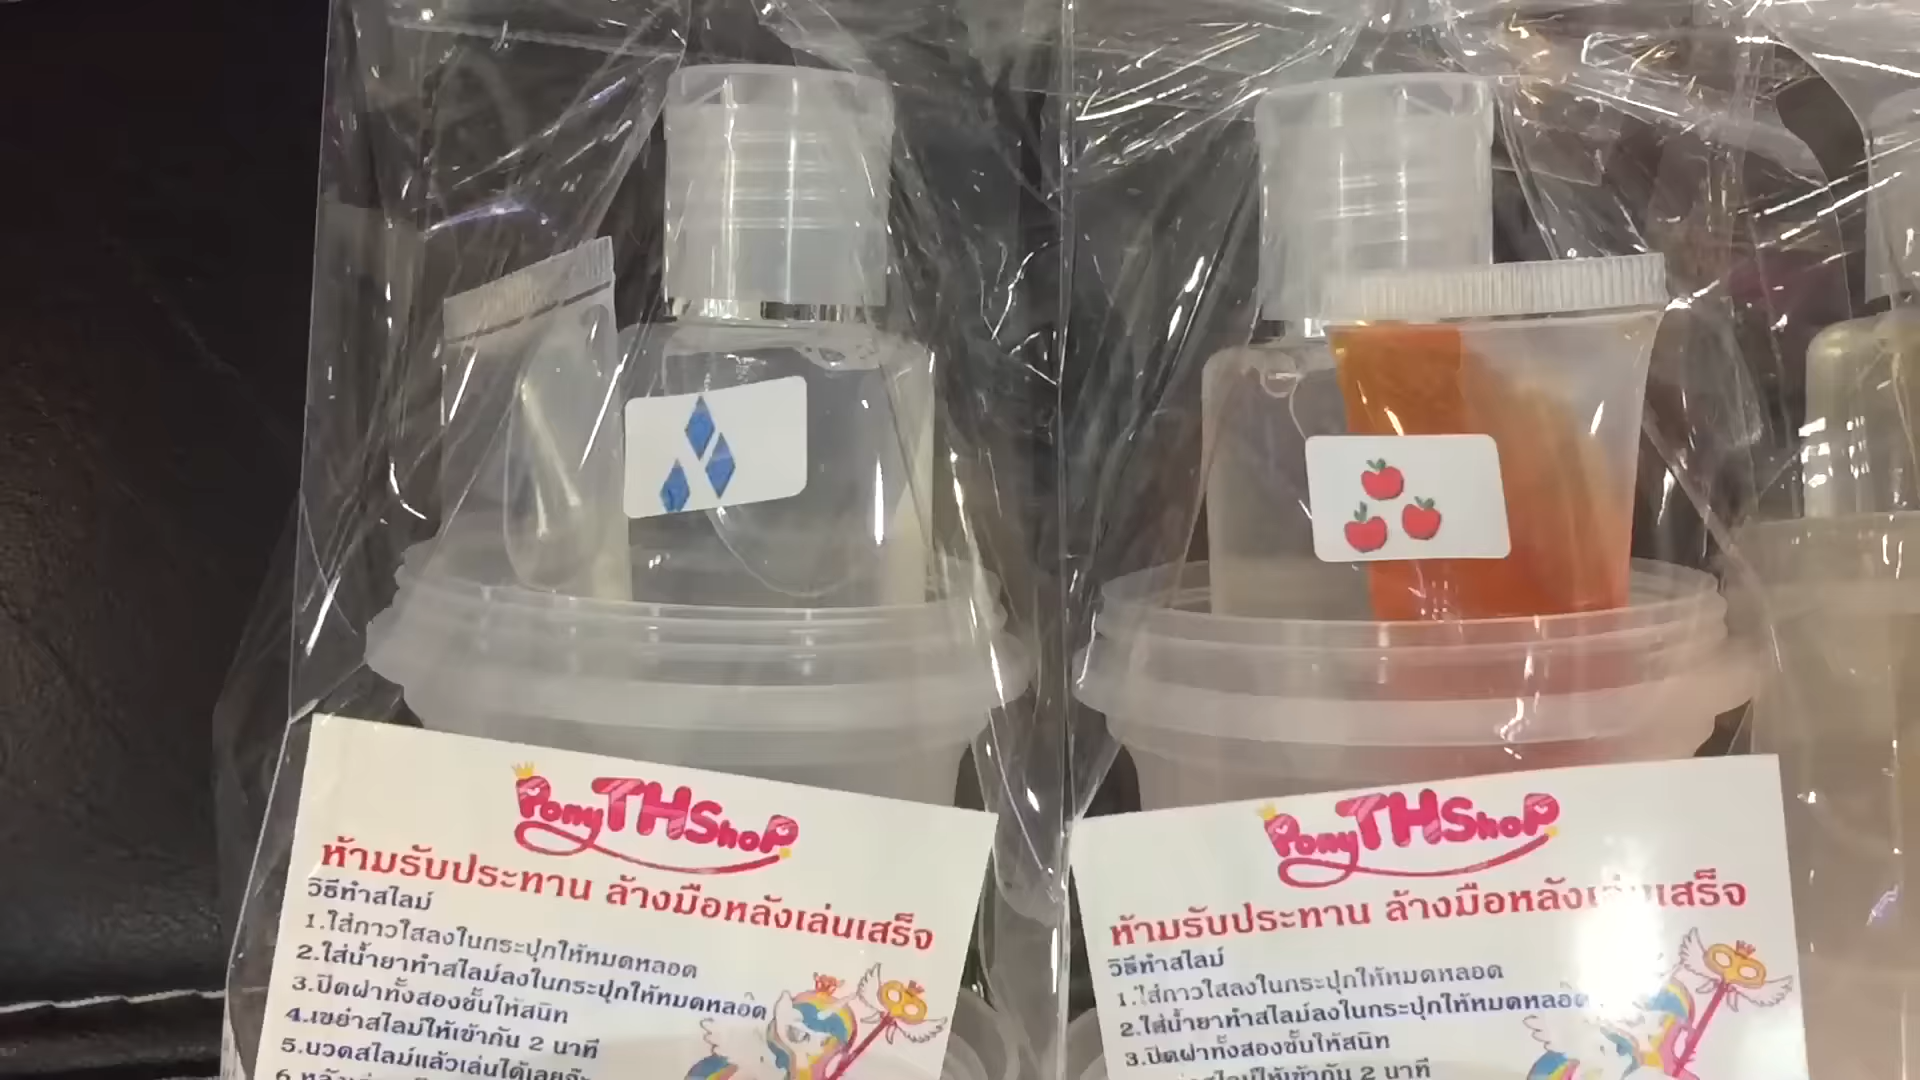 PonyTHShop
ห้ามรับประทาน ล้างมือหลังเล่นเสร็จ
วิธีทำสไลม์
1.ใส่กาวใสลงในกระปุกให้หมดหลอด
2.ใส่น้ำยาทำสไลม์ลงในกระปุกให้หมดหลอด
3.ปิดฝาทั้งสองชั้นให้สนิท
4.เขย่าสไลม์ให้เข้ากัน 2 นาที
5.นวดสไลม์แล้วเล่นได้เลย
PonyTHShop
ห้ามรับประทาน ล้างมือหลังเล่นเสร็จ
วิธีทำสไลม์
1.ใส่กาวใสลงในกระปุกให้หมดหลอด
2.ใส่น้ำยาทำสไลม์ลงในกระปุกให้หมดหลอด
3.ปิดฝาทั้งสองชั้นให้สนิท
สไลม์ให้เข้ากัน 2 นาที